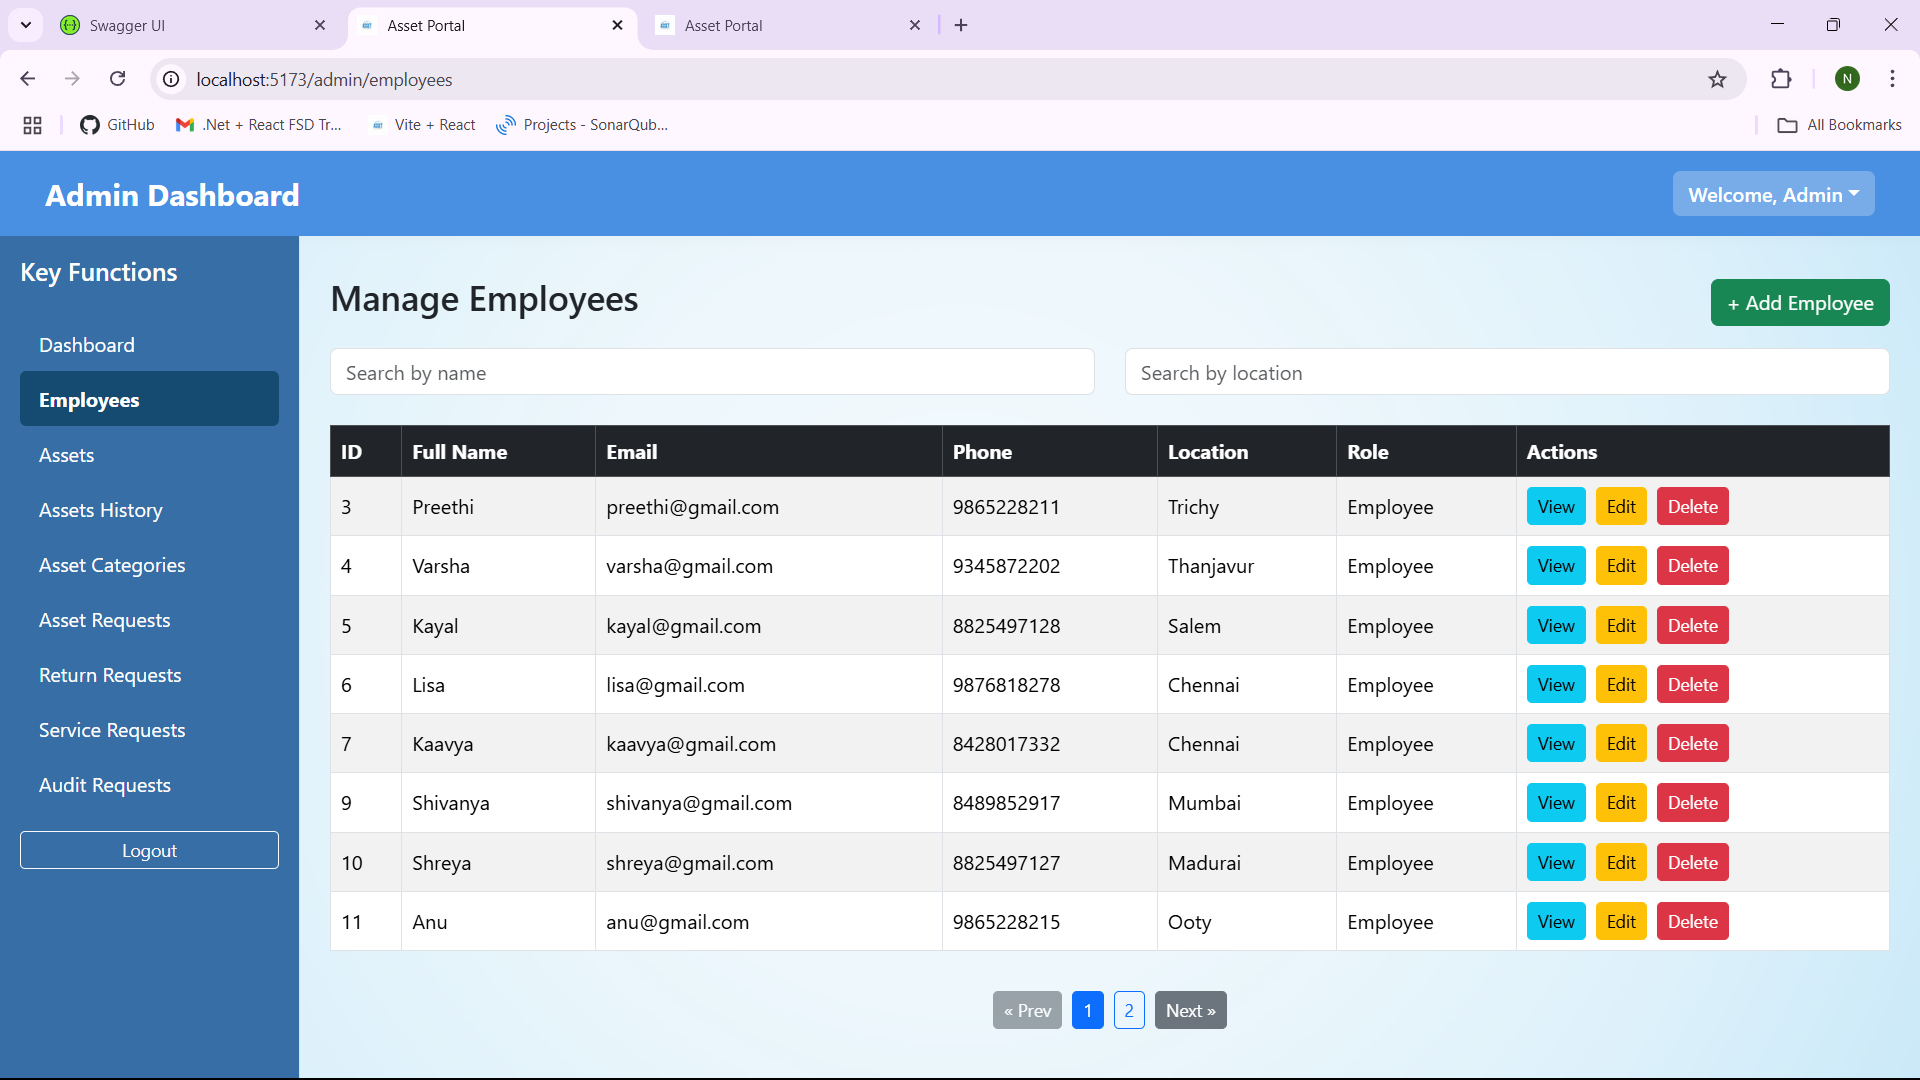 Swagger UI
Asset Portal
Asset Portal
localhost:5173/admin/employees
N
GitHub
.Net + React FSD Tr...
Vite + React
Projects - SonarQub...
All Bookmarks
Admin Dashboard
Welcome, Admin
Key Functions
Dashboard
Employees
Assets
Assets History
Asset Categories
Asset Requests
Return Requests
Service Requests
Audit Requests
Logout
Manage Employees
+ Add Employee
Search by name
Search by location
ID Full Name Email Phone Location Role Actions
3 Preethi preethi@gmail.com 9865228211 Trichy Employee View Edit Delete
4 Varsha varsha@gmail.com 9345872202 Thanjavur Employee View Edit Delete
5 Kayal kayal@gmail.com 8825497128 Salem Employee View Edit Delete
6 Lisa lisa@gmail.com 9876818278 Chennai Employee View Edit Delete
7 Kaavya kaavya@gmail.com 8428017332 Chennai Employee View Edit Delete
9 Shivanya shivanya@gmail.com 8489852917 Mumbai Employee View Edit Delete
10 Shreya shreya@gmail.com 8825497127 Madurai Employee View Edit Delete
11 Anu anu@gmail.com 9865228215 Ooty Employee View Edit Delete
« Prev 1 2 Next »